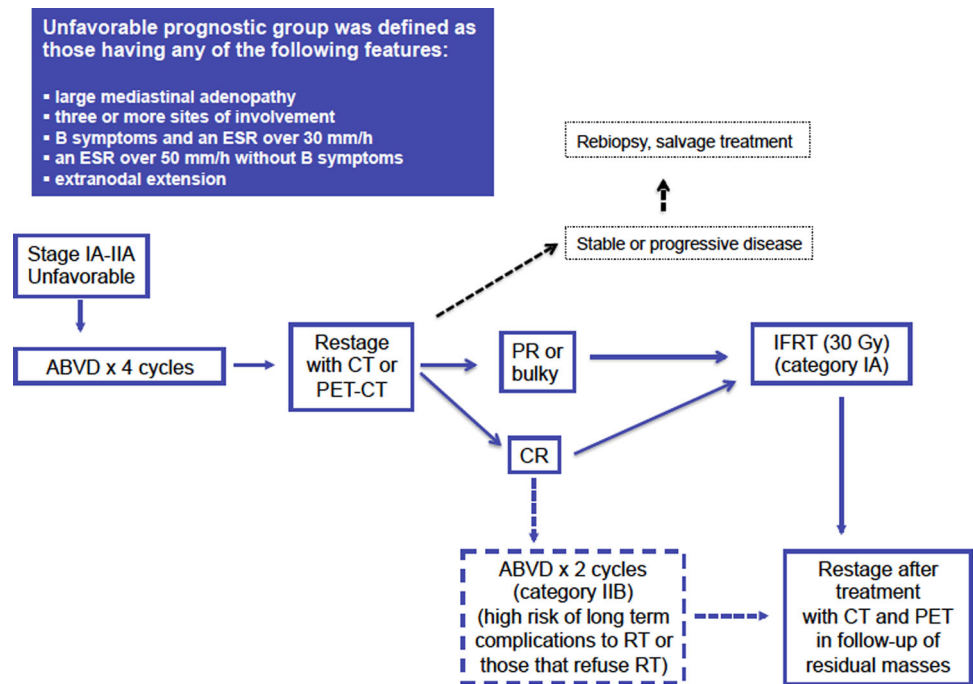 Unfavorable prognostic group was defined as
those having any of the following features:
▪ large mediastinal adenopathy
▪ three or more sites of involvement
▪ B symptoms and an ESR over 30 mm/h
▪ an ESR over 50 mm/h without B symptoms
▪ extranodal extension
Rebiopsy, salvage treatment
Stable or progressive disease
Stage IA-IIA
Unfavorable
ABVD x 4 cycles
Restage
with CT or
PET-CT
PR or
bulky
IFRT (30 Gy)
(category IA)
CR
ABVD x 2 cycles
(category IIB)
(high risk of long term
complications to RT or
those that refuse RT)
Restage after
treatment
with CT and PET
in follow-up of
residual masses